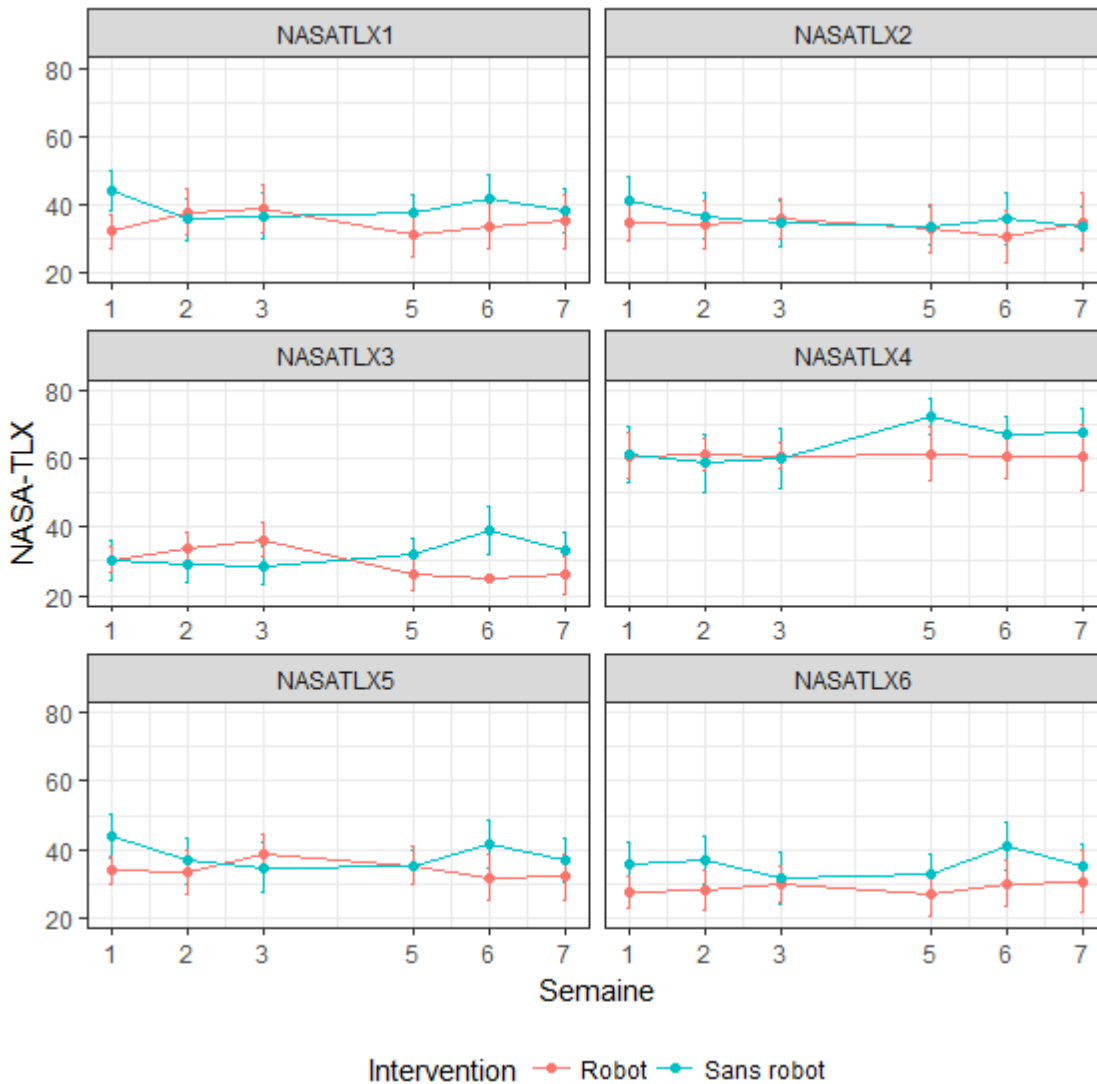 NASATLX1 NASATLX2
80
60
40
20
1 2 3 5 6 7 1 2 3 5 6 7
NASATLX3 NASATLX4
80
60
40
20
1 2 3 5 6 7 1 2 3 5 6 7
NASATLX5 NASATLX6
80
60
40
20
1 2 3 5 6 7 1 2 3 5 6 7
NASA-TLX
Semaine
Intervention Robot Sans robot